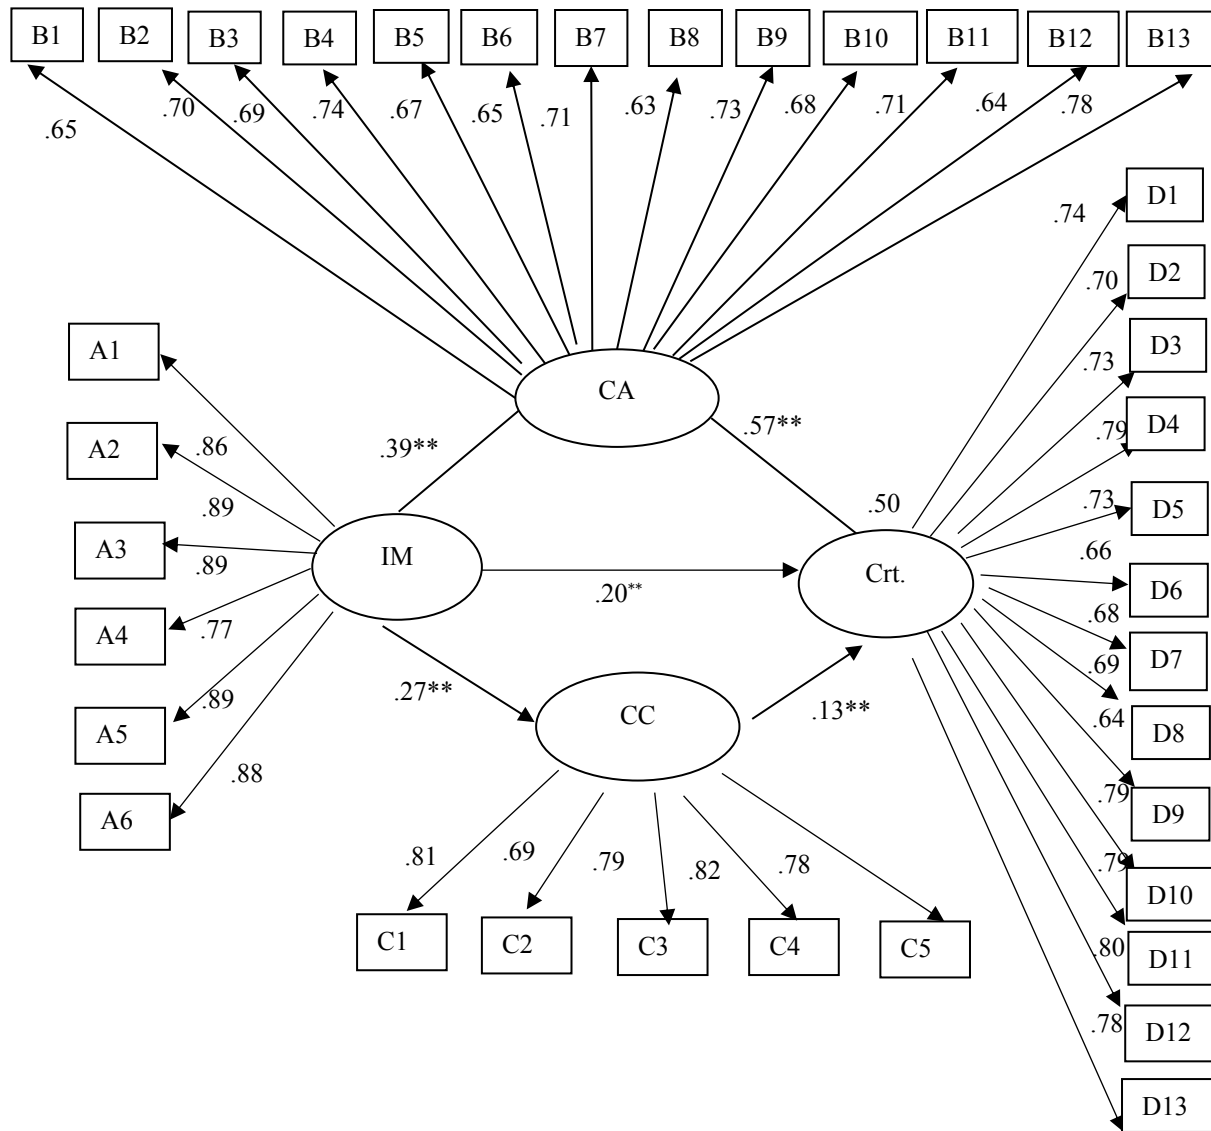 B1 B2 B3 B4 B5 B6 B7 B8 B9 B10 B11 B12 B13
.65 .70 .69 .74 .67 .65 .71 .63 .73 .68 .71 .64 .78
D1
.74
D2
.70
A1
D3
.73
CA
A2
.86
.39**
.57**
.79
D4
.89
.50
.73
D5
A3
.89
IM
Crt.
.66
D6
.20**
A4
.77
.68
D7
.27**
CC
.13**
.69
A5
.89
.64
D8
.88
A6
.79
D9
.81 .69 .79 .82 .78
.79
D10
C1 C2 C3 C4 C5
.80
D11
.78
D12
D13